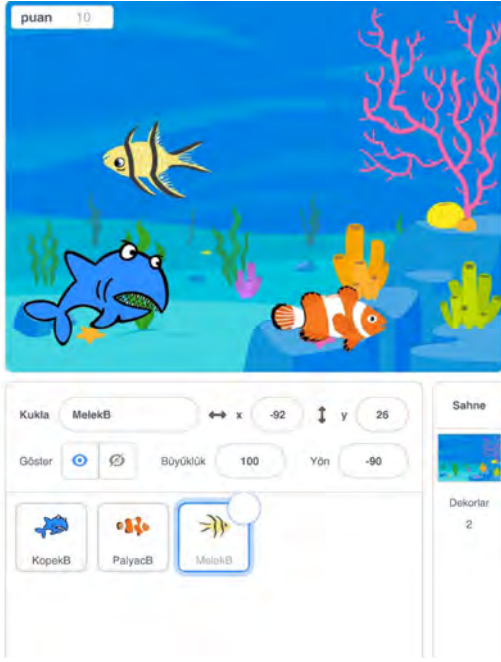 puan 10
Kukla MelekB x -92 y 26
Sahne
Göster Büyüklük 100 Yön -90
Dekorlar
2
KopekB PalyacB MelekB